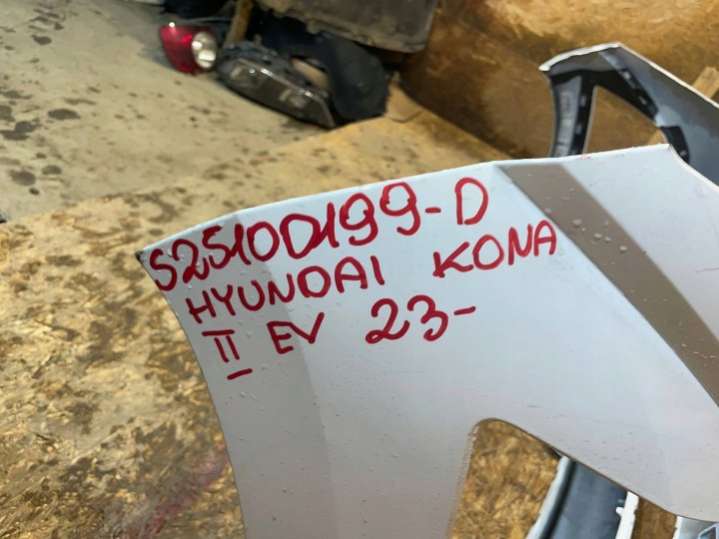 S2510D199-D
HYUNDAI KONA
II EV 23-